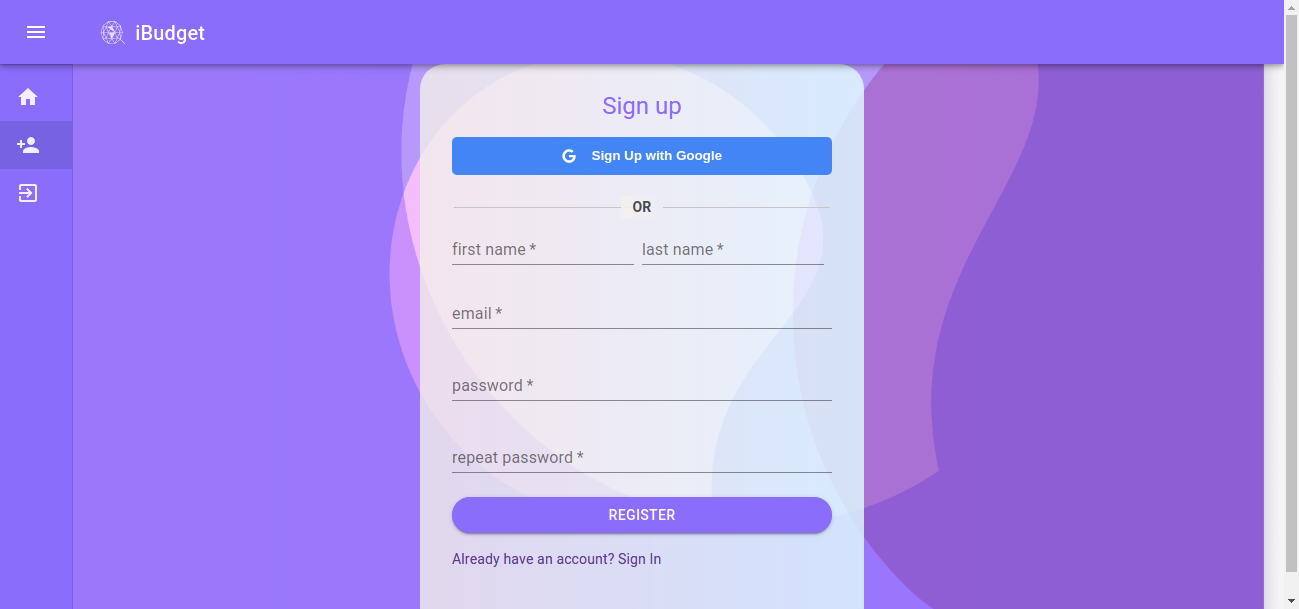 iBudget
Sign up
Sign Up with Google
OR
first name * last name *
email *
password *
repeat password *
REGISTER
Already have an account? Sign In